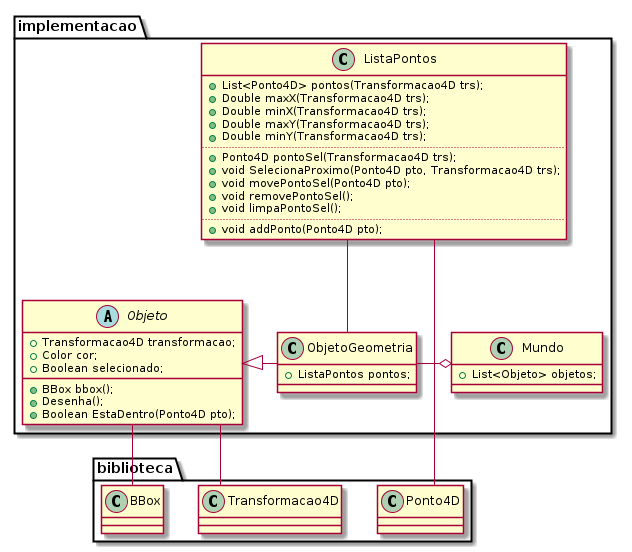 implementacao
C ListaPontos
List<Ponto4D> pontos(Transformacao4D trs);
Double maxX(Transformacao4D trs);
Double minX(Transformacao4D trs);
Double maxY(Transformacao4D trs);
Double minY(Transformacao4D trs);
Ponto4D pontoSel(Transformacao4D trs);
void SelecionaProximo(Ponto4D pto, Transformacao4D trs);
void movePontoSel(Ponto4D pto);
void removePontoSel();
void limpaPontoSel();
void addPonto(Ponto4D pto);
A Objeto
Transformacao4D transformacao;
Color cor;
Boolean selecionado;
BBox bbox();
Desenha();
Boolean EstaDentro(Ponto4D pto);
C ObjetoGeometria
ListaPontos pontos;
C Mundo
List<Objeto> objetos;
biblioteca
C BBox
C Transformacao4D
C Ponto4D